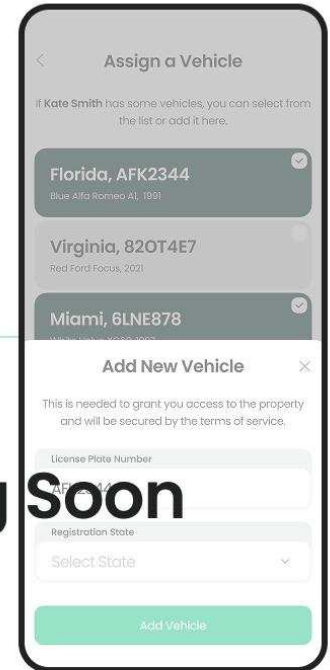 Assign a Vehicle
If Kate Smith has some vehicles, you can select from
the list or add it here.
Florida, AFK2344
Blue Alfa Romeo A1, 1991
Virginia, 82OT4E7
Red Ford Focus, 2021
Miami, 6LNE878
Add New Vehicle
This is needed to grant you access to the property
and will be secured by the terms of service.
License Plate Number
AFK2344
g Soon
Registration State
Select State
Add Vehicle